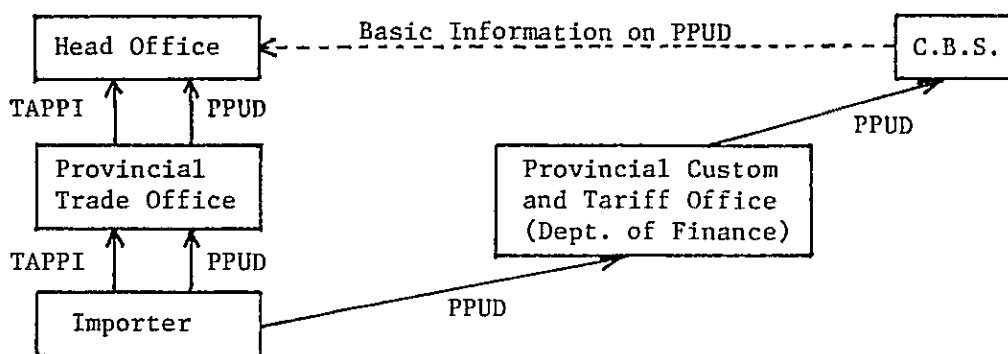 Head Office
Basic Information on PPUD
C.B.S.
TAPPI
PPUD
PPUD
Provincial
Trade Office
Provincial Custom
and Tariff Office
(Dept. of Finance)
TAPPI
PPUD
PPUD
Importer